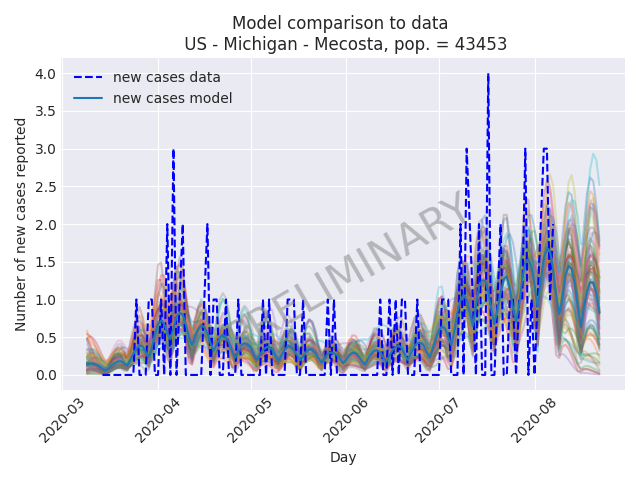 Model comparison to data
US - Michigan - Mecosta, pop. = 43453
new cases data
new cases model
PRELIMINARY
Number of new cases reported
4.0
3.5
3.0
2.5
2.0
1.5
1.0
0.5
0.0
2020-03
2020-04
2020-05
2020-06
2020-07
2020-08
Day